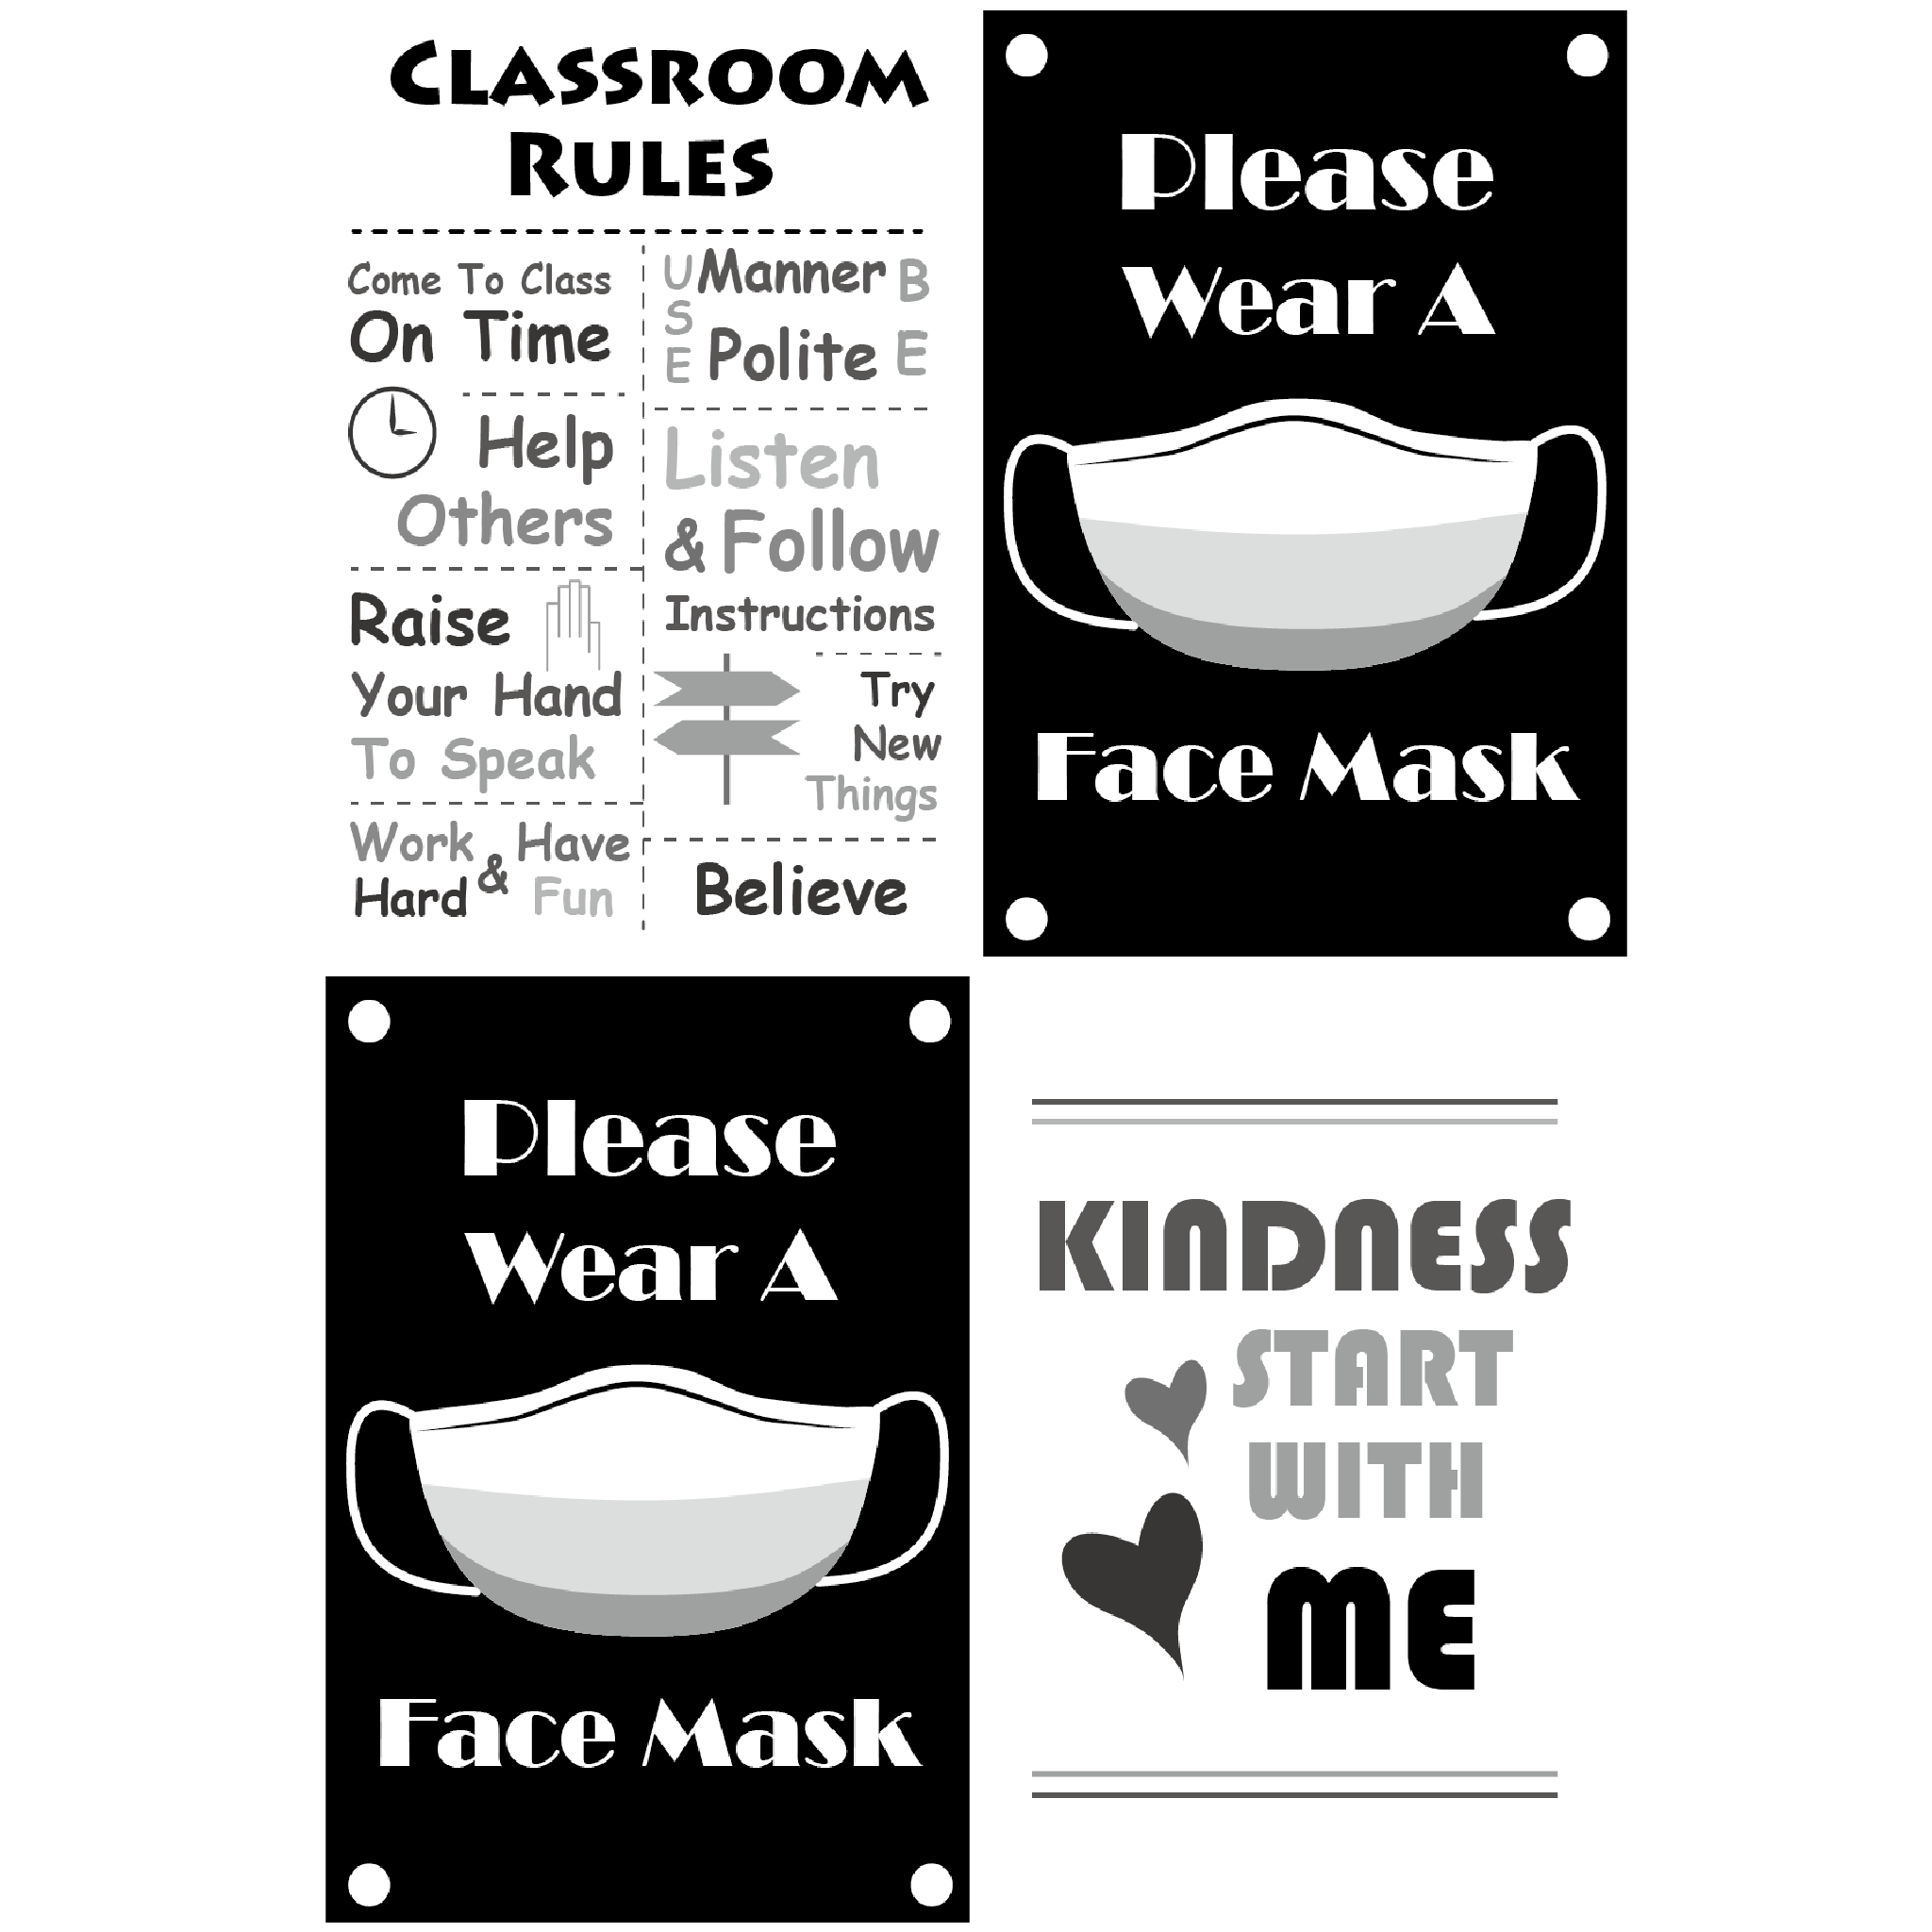 CLASSROOM
RULES
Come To Class
On Time
Help
Others
Raise
Your Hand
To Speak
Work & Have
Hard Fun
USE Manner BE
Polite
Listen
& Follow
Instructions
Try
New
Things
Believe
Please
Wear A
Face Mask
Please
Wear A
Face Mask
KINDNESS
START
WITH
ME